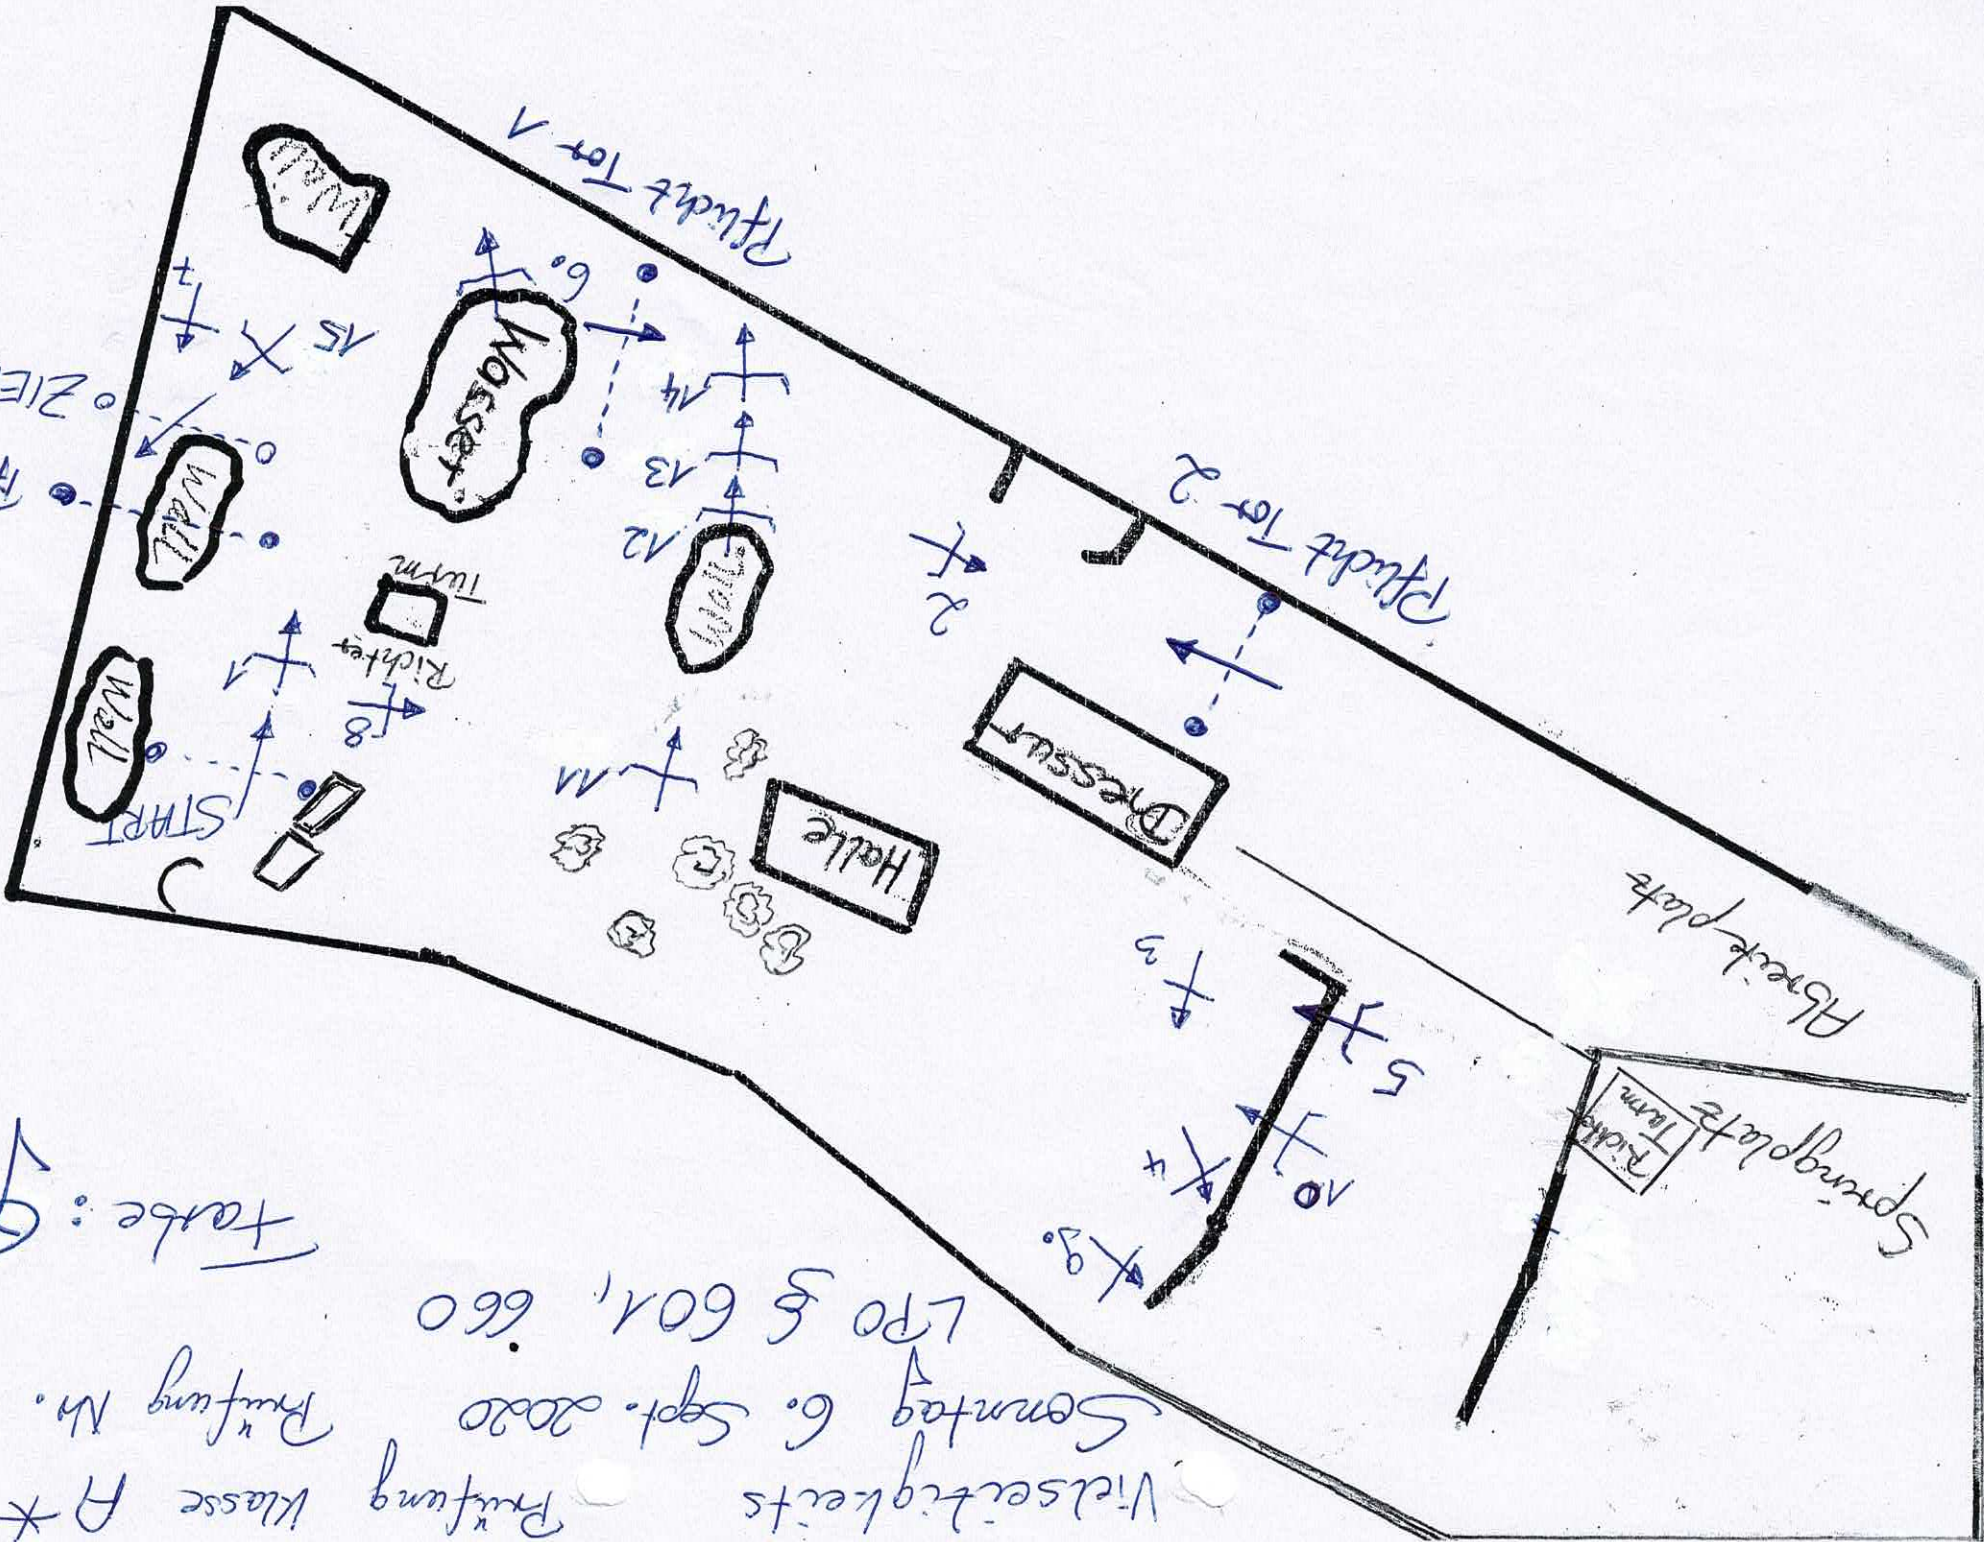 Vielseitigkeits Prüfung Klasse A*
Sonntag 6. Sept. 2020 Prüfung Nr.
LPO § 601, 660
Farbe:
9.
10
4
Springplatz
Richter
Turm
5
3
Abreiteplatz
Halle
Dressur
START
11
8
Wall
Richter
Turm
1
2
Pflicht Tor 2
Wall
12
Wall
13
14
Wasser
ZIE
15
7
6.
Wall
Pflicht Tor 1